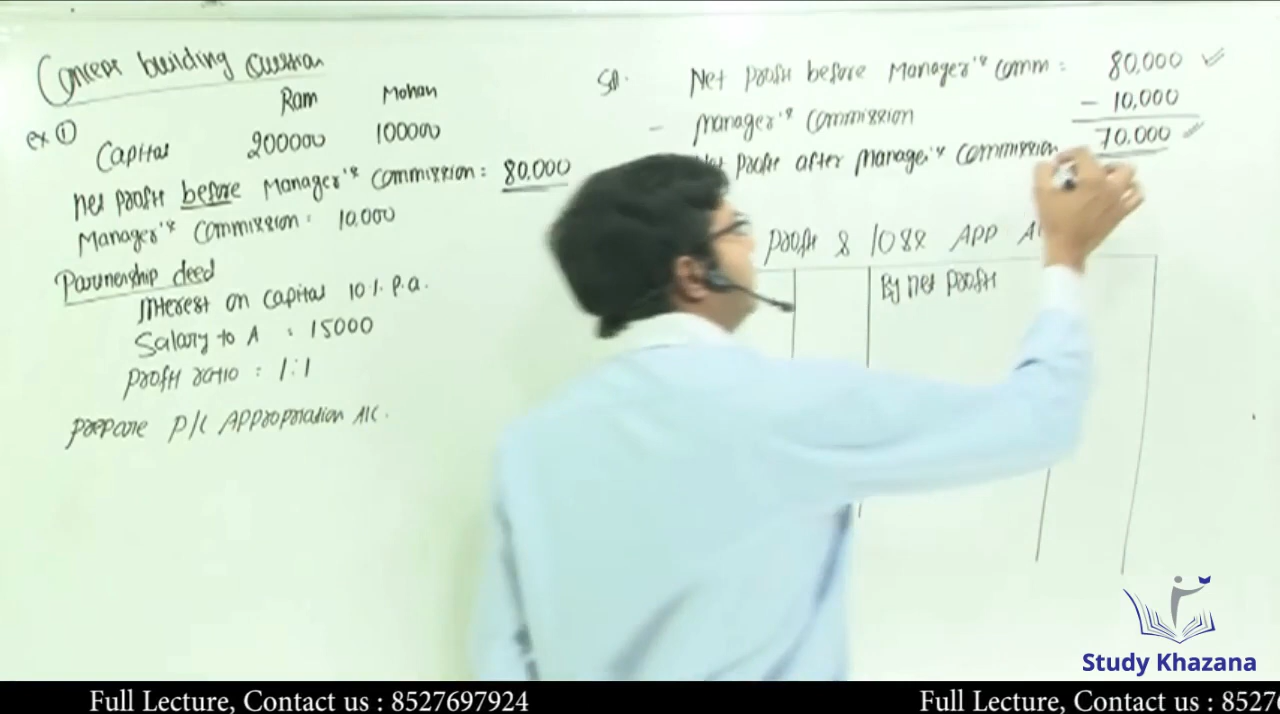 Concept building Question
Ram Mohan
ex ①
Capital 200000 100000
Net profit before Manager's Commission: 80,000
Manager's Commission: 10,000
Partnership deed
Interest on capital 10%. p.a.
Salary to A : 15000
Profit ratio : 1:1
Prepare P/L Appropriation A/C.
Sol. Net profit before Manager's Comm: 80,000
- Manager's Commission - 10,000
profit after Manager's Commission 70,000
Profit & loss APP A
By Net profit
Study Khazana
Full Lecture, Contact us : 8527697924
Full Lecture, Contact us : 8527